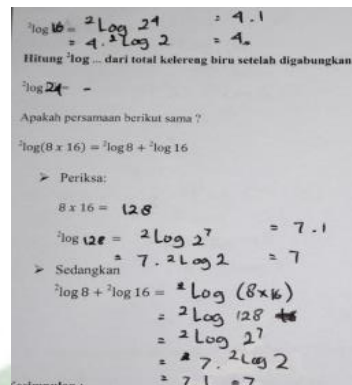 ²log 16 = ²Log 2⁴ = 4.1
= 4.²Log 2 = 4.
Hitung ²log ... dari total kelereng biru setelah digabungkan
²log 24 - -
Apakah persamaan berikut sama ?
²log(8 x 16) = ²log 8 + ²log 16
➢ Periksa:
8 x 16 = 128
²log 128 = ²Log 2⁷ = 7.1
= 7.²Log 2 = 7
➢ Sedangkan
²log 8 + ²log 16 = ²Log (8x16)
= ²Log 128
= ²Log 2⁷
= 7.²Log 2
= 7.1 = 7